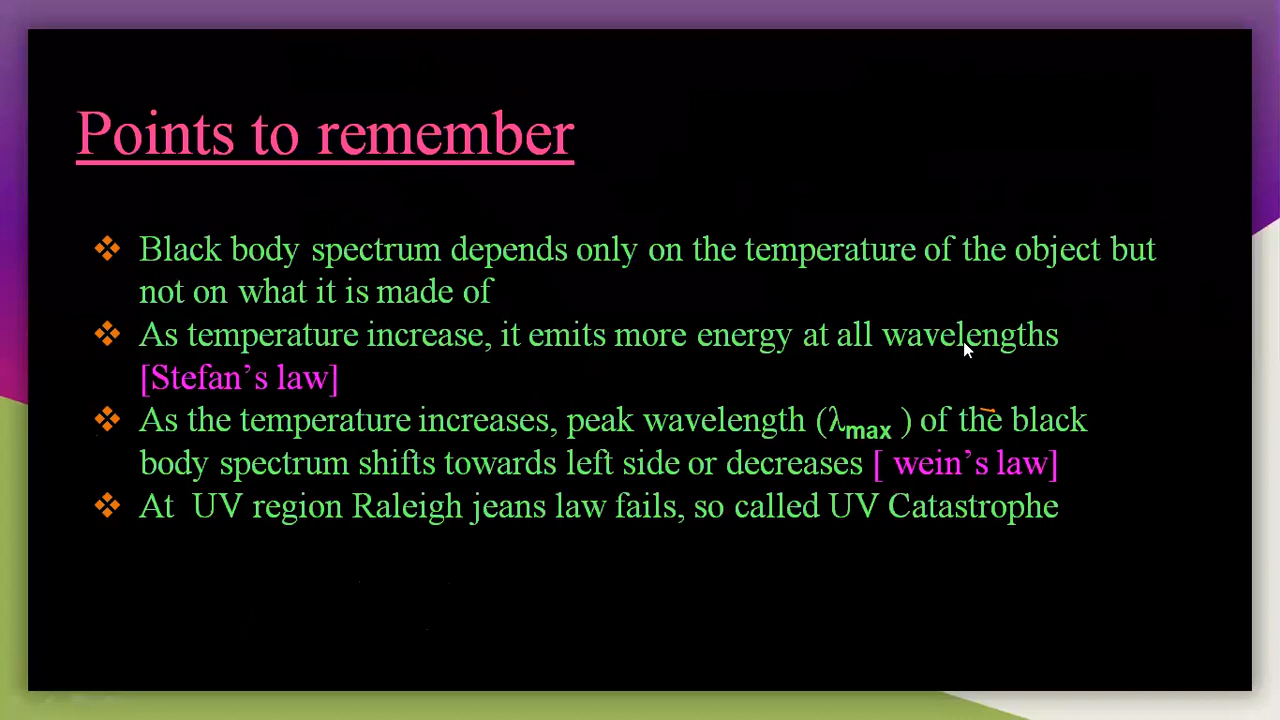 Points to remember
❖ Black body spectrum depends only on the temperature of the object but
not on what it is made of
❖ As temperature increase, it emits more energy at all wavelengths
[Stefan’s law]
❖ As the temperature increases, peak wavelength (λmax ) of the black
body spectrum shifts towards left side or decreases [ wein’s law]
❖ At UV region Raleigh jeans law fails, so called UV Catastrophe